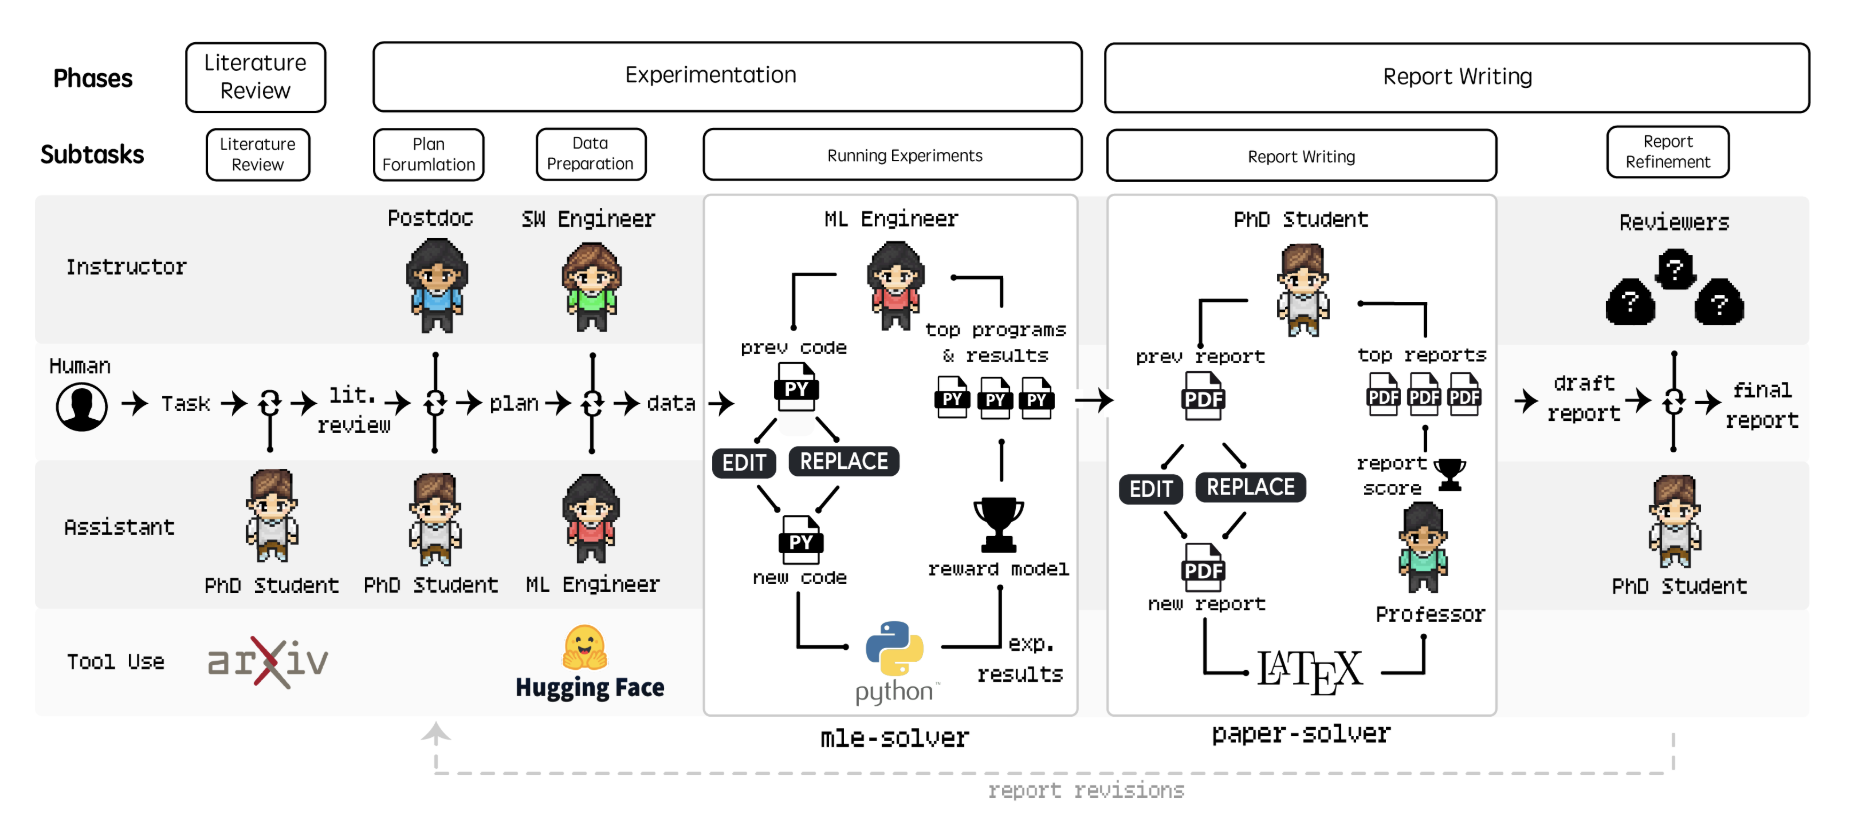 Phases
Literature
Review
Experimentation
Report Writing
Subtasks
Literature
Review
Plan
Forumlation
Data
Preparation
Running Experiments
Report Writing
Report
Refinement
Instructor
Postdoc
SW Engineer
ML Engineer
PhD Student
Reviewers
?
?
?
Human
Task
lit.
review
plan
data
prev code
PY
EDIT
REPLACE
PY
new code
python™
exp.
results
reward model
top programs
& results
PY
PY
PY
prev report
PDF
EDIT
REPLACE
PDF
new report
LATEX
Professor
report
score
top reports
PDF
PDF
PDF
draft
report
final
report
Assistant
PhD Student
PhD Student
ML Engineer
PhD Student
Tool Use
arXiv
Hugging Face
mle-solver
paper-solver
report revisions